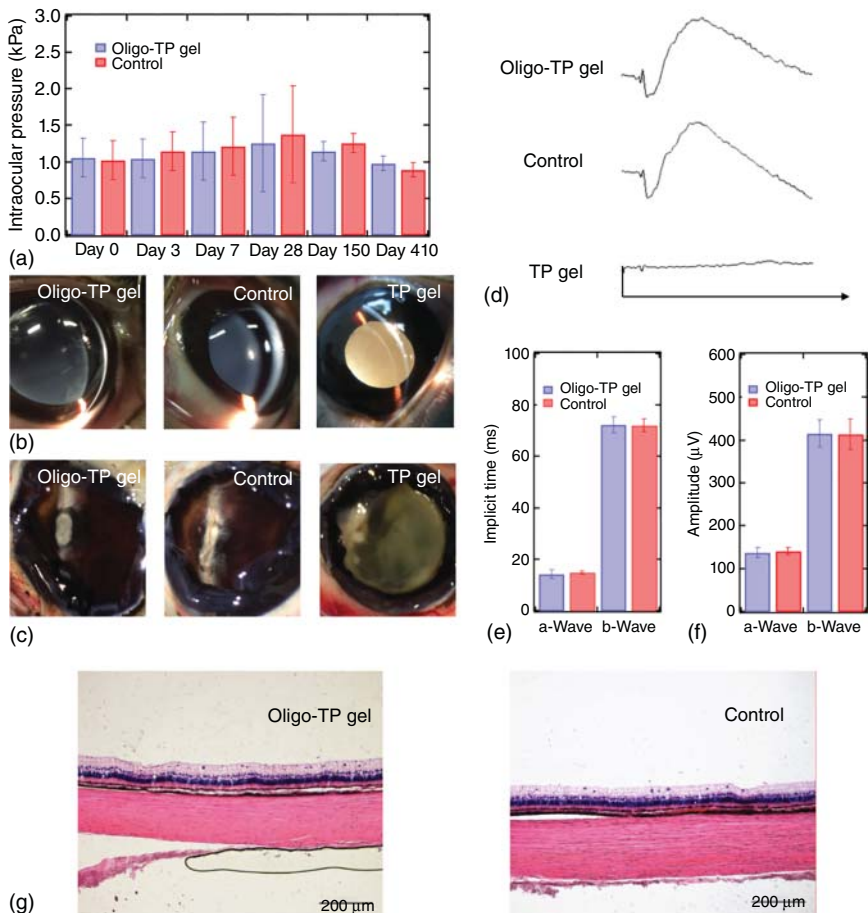 3.0
2.5
2.0
1.5
1.0
0.5
0.0
Intraocular pressure (kPa)
Oligo-TP gel
Control
Day 0 Day 3 Day 7 Day 28 Day 150 Day 410
(a)
Oligo-TP gel
Control
TP gel
(d)
Oligo-TP gel Control TP gel
(b)
Oligo-TP gel Control TP gel
(c)
100
80
60
40
20
0
Implicit time (ms)
Oligo-TP gel
Control
a-Wave b-Wave
(e)
600
500
400
300
200
100
0
Amplitude (µV)
Oligo-TP gel
Control
a-Wave b-Wave
(f)
Oligo-TP gel
200 µm
Control
200 µm
(g)